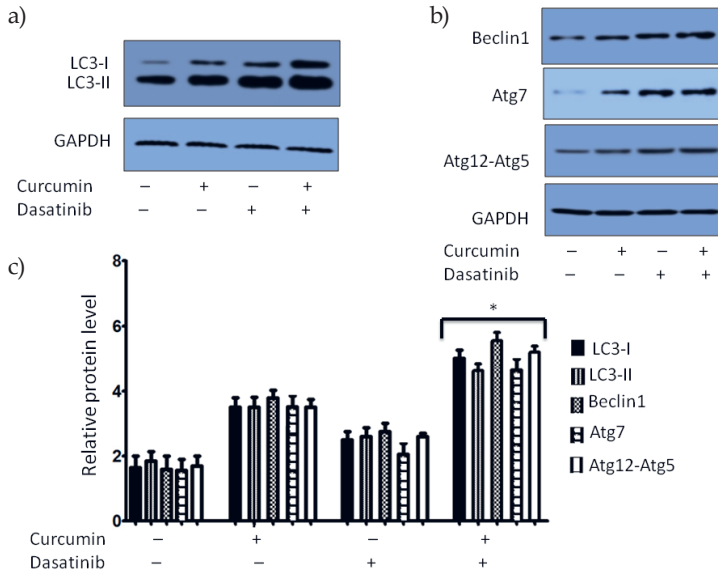 a)
LC3-I
LC3-II
GAPDH
Curcumin – + – +
Dasatinib – – + +
b)
Beclin1
Atg7
Atg12-Atg5
GAPDH
Curcumin – + – +
Dasatinib – – + +
c)
Relative protein level
8
6
4
2
0
*
LC3-I
LC3-II
Beclin1
Atg7
Atg12-Atg5
Curcumin – + – +
Dasatinib – – + +